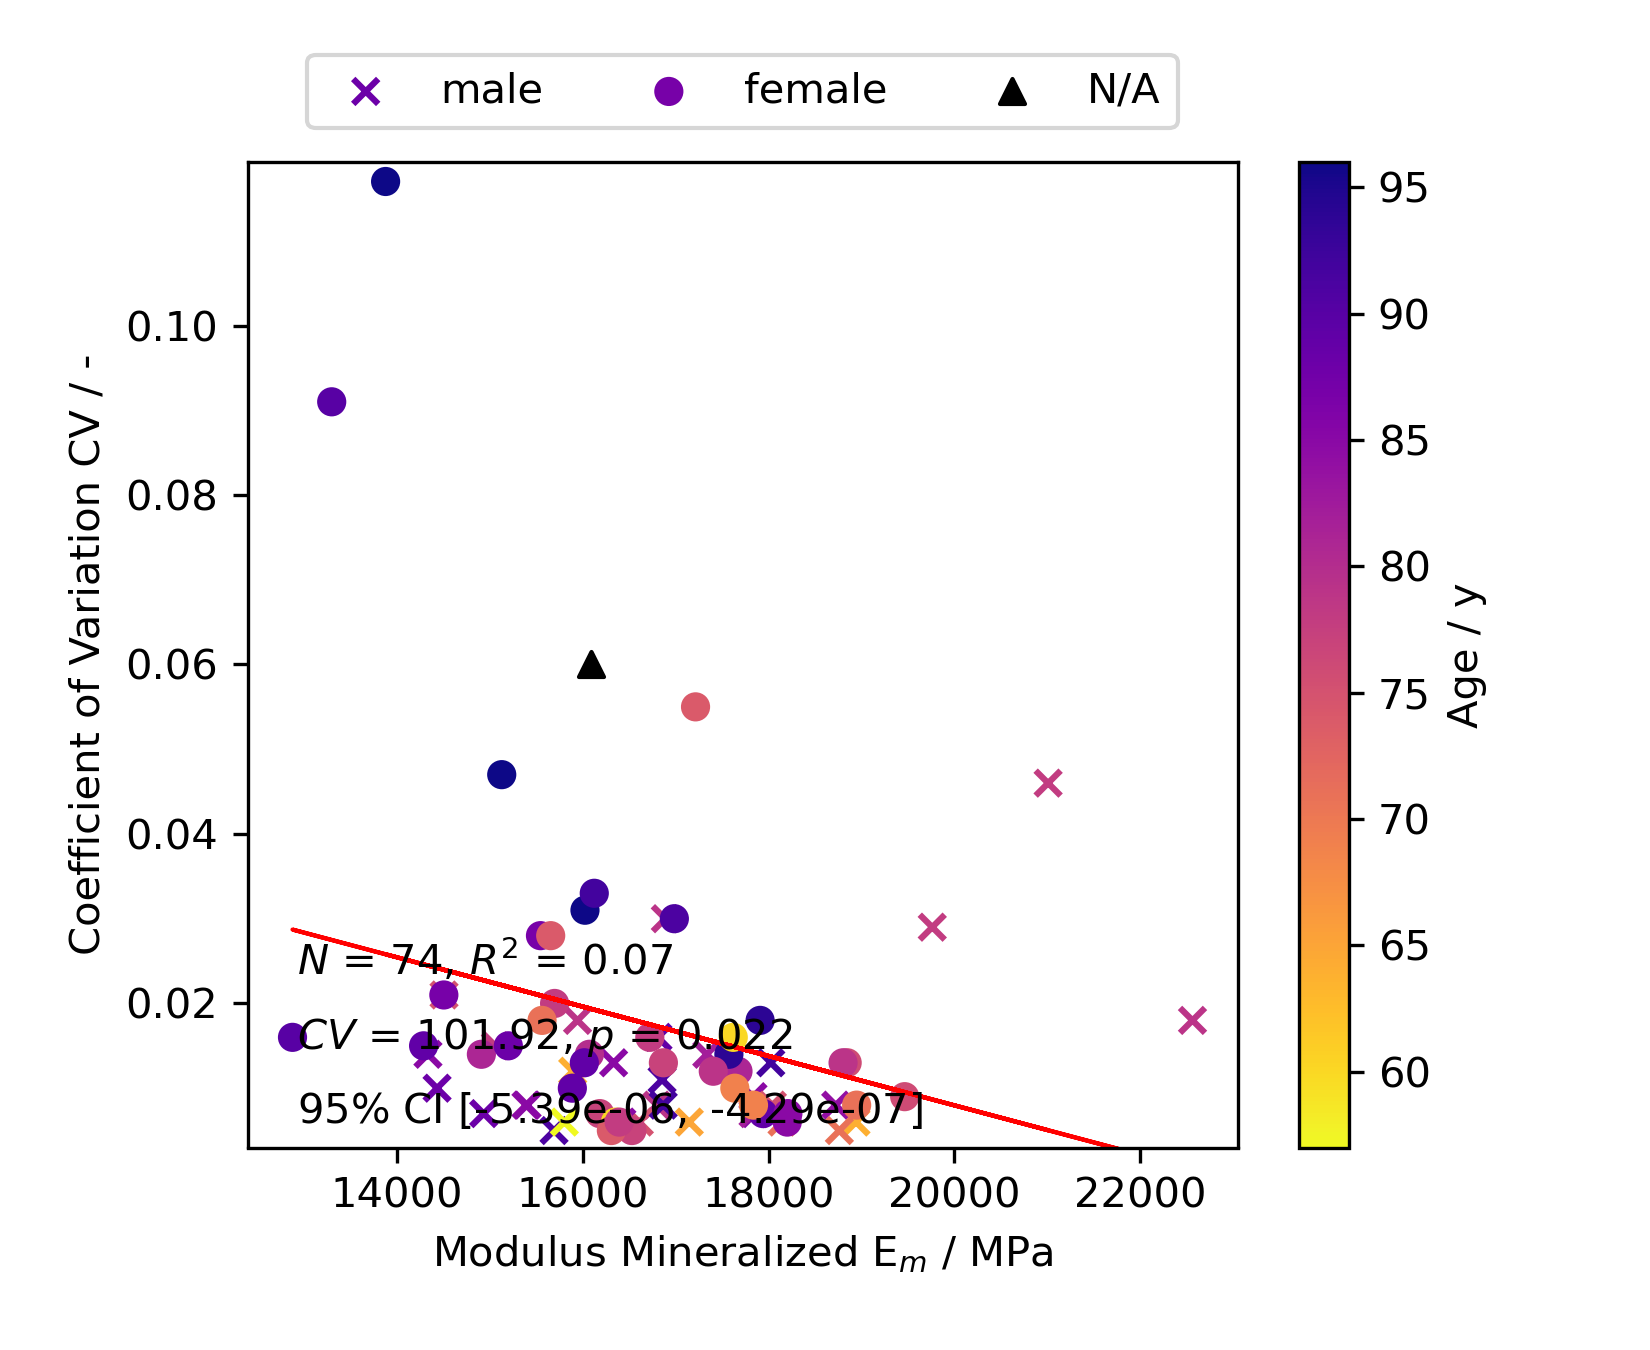 male female N/A
0.10
0.08
0.06
0.04
0.02
Coefficient of Variation CV / -
N = 74, R² = 0.07
CV = 101.92, p = 0.022
95% CI [-5.39e-06, -4.29e-07]
14000 16000 18000 20000 22000
Modulus Mineralized Eₘ / MPa
95
90
85
80
75
70
65
60
Age / y